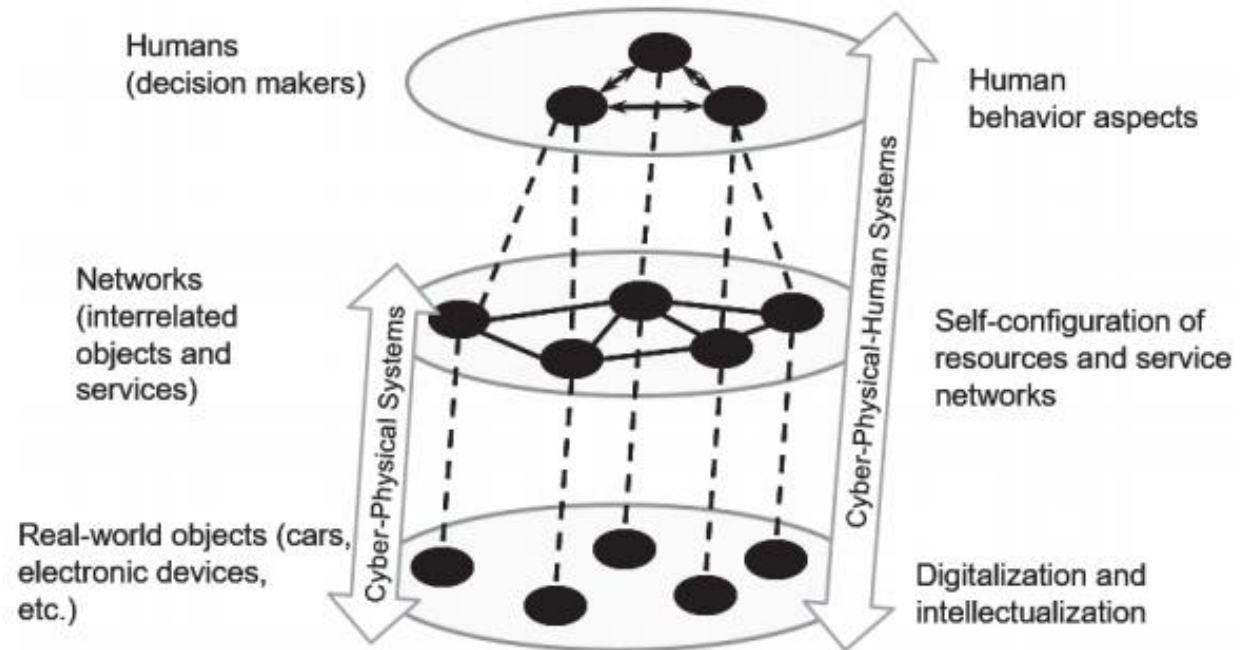 Humans
(decision makers)
Human
behavior aspects
Networks
(interrelated
objects and
services)
Cyber-Physical Systems
Cyber-Physical-Human Systems
Self-configuration of
resources and service
networks
Real-world objects (cars,
electronic devices,
etc.)
Digitalization and
intellectualization